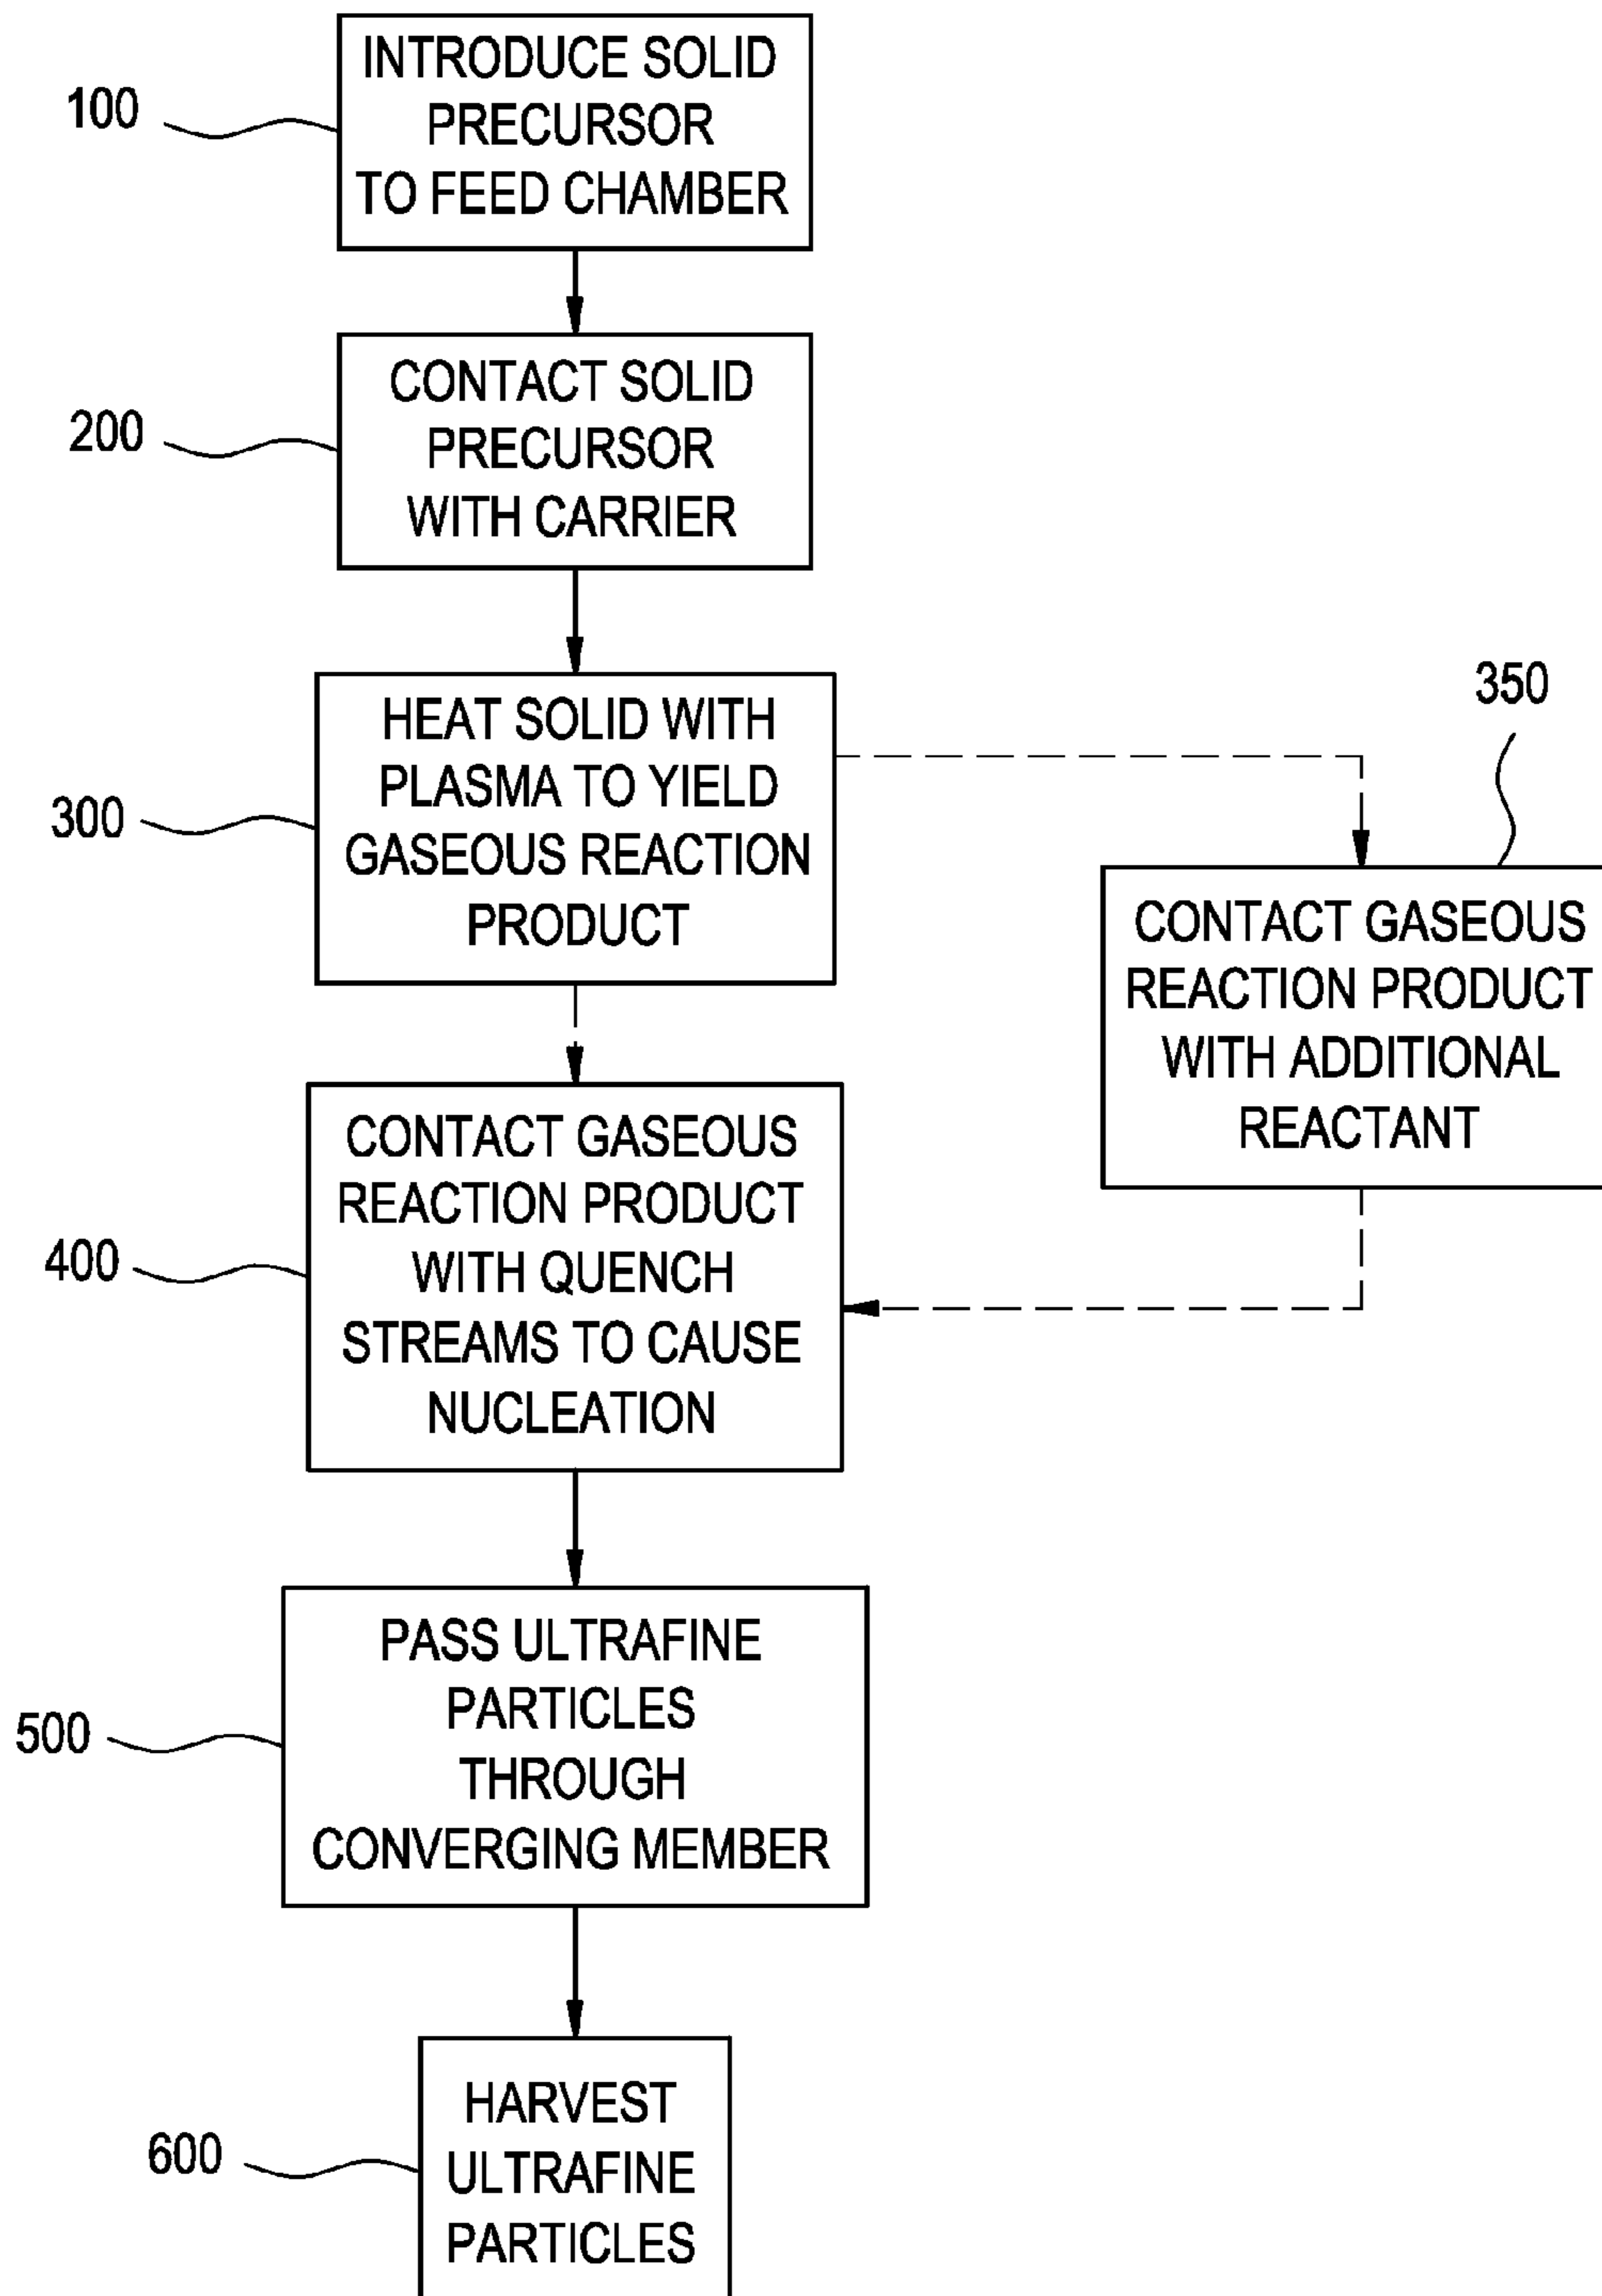 100
INTRODUCE SOLID
PRECURSOR
TO FEED CHAMBER
200
CONTACT SOLID
PRECURSOR
WITH CARRIER
300
HEAT SOLID WITH
PLASMA TO YIELD
GASEOUS REACTION
PRODUCT
350
CONTACT GASEOUS
REACTION PRODUCT
WITH ADDITIONAL
REACTANT
400
CONTACT GASEOUS
REACTION PRODUCT
WITH QUENCH
STREAMS TO CAUSE
NUCLEATION
500
PASS ULTRAFINE
PARTICLES
THROUGH
CONVERGING MEMBER
600
HARVEST
ULTRAFINE
PARTICLES